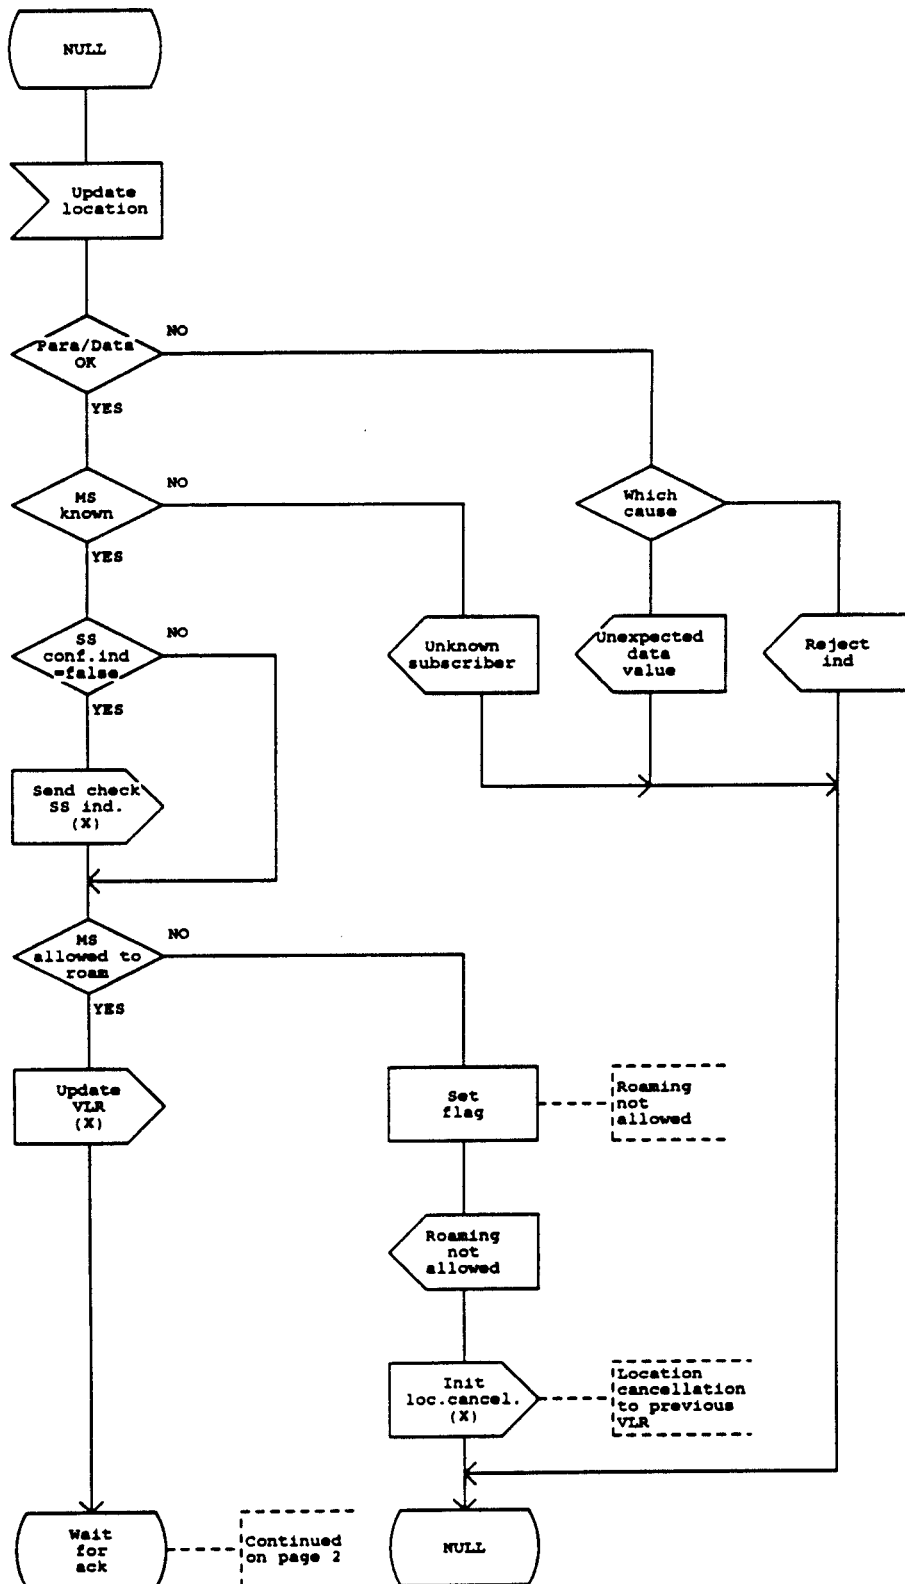 NULL
Update
location
Para/Data
OK
NO
YES
MS
known
NO
YES
Which
cause
SS
conf.ind
=false
NO
YES
Unknown
subscriber
Unexpected
data
value
Reject
ind
Send check
SS ind.
(X)
MS
allowed to
roam
NO
YES
Update
VLR
(X)
Set
flag
Roaming
not
allowed
Roaming
not
allowed
Init
loc.cancel.
(X)
Location
cancellation
to previous
VLR
Wait
for
ack
Continued
on page 2
NULL